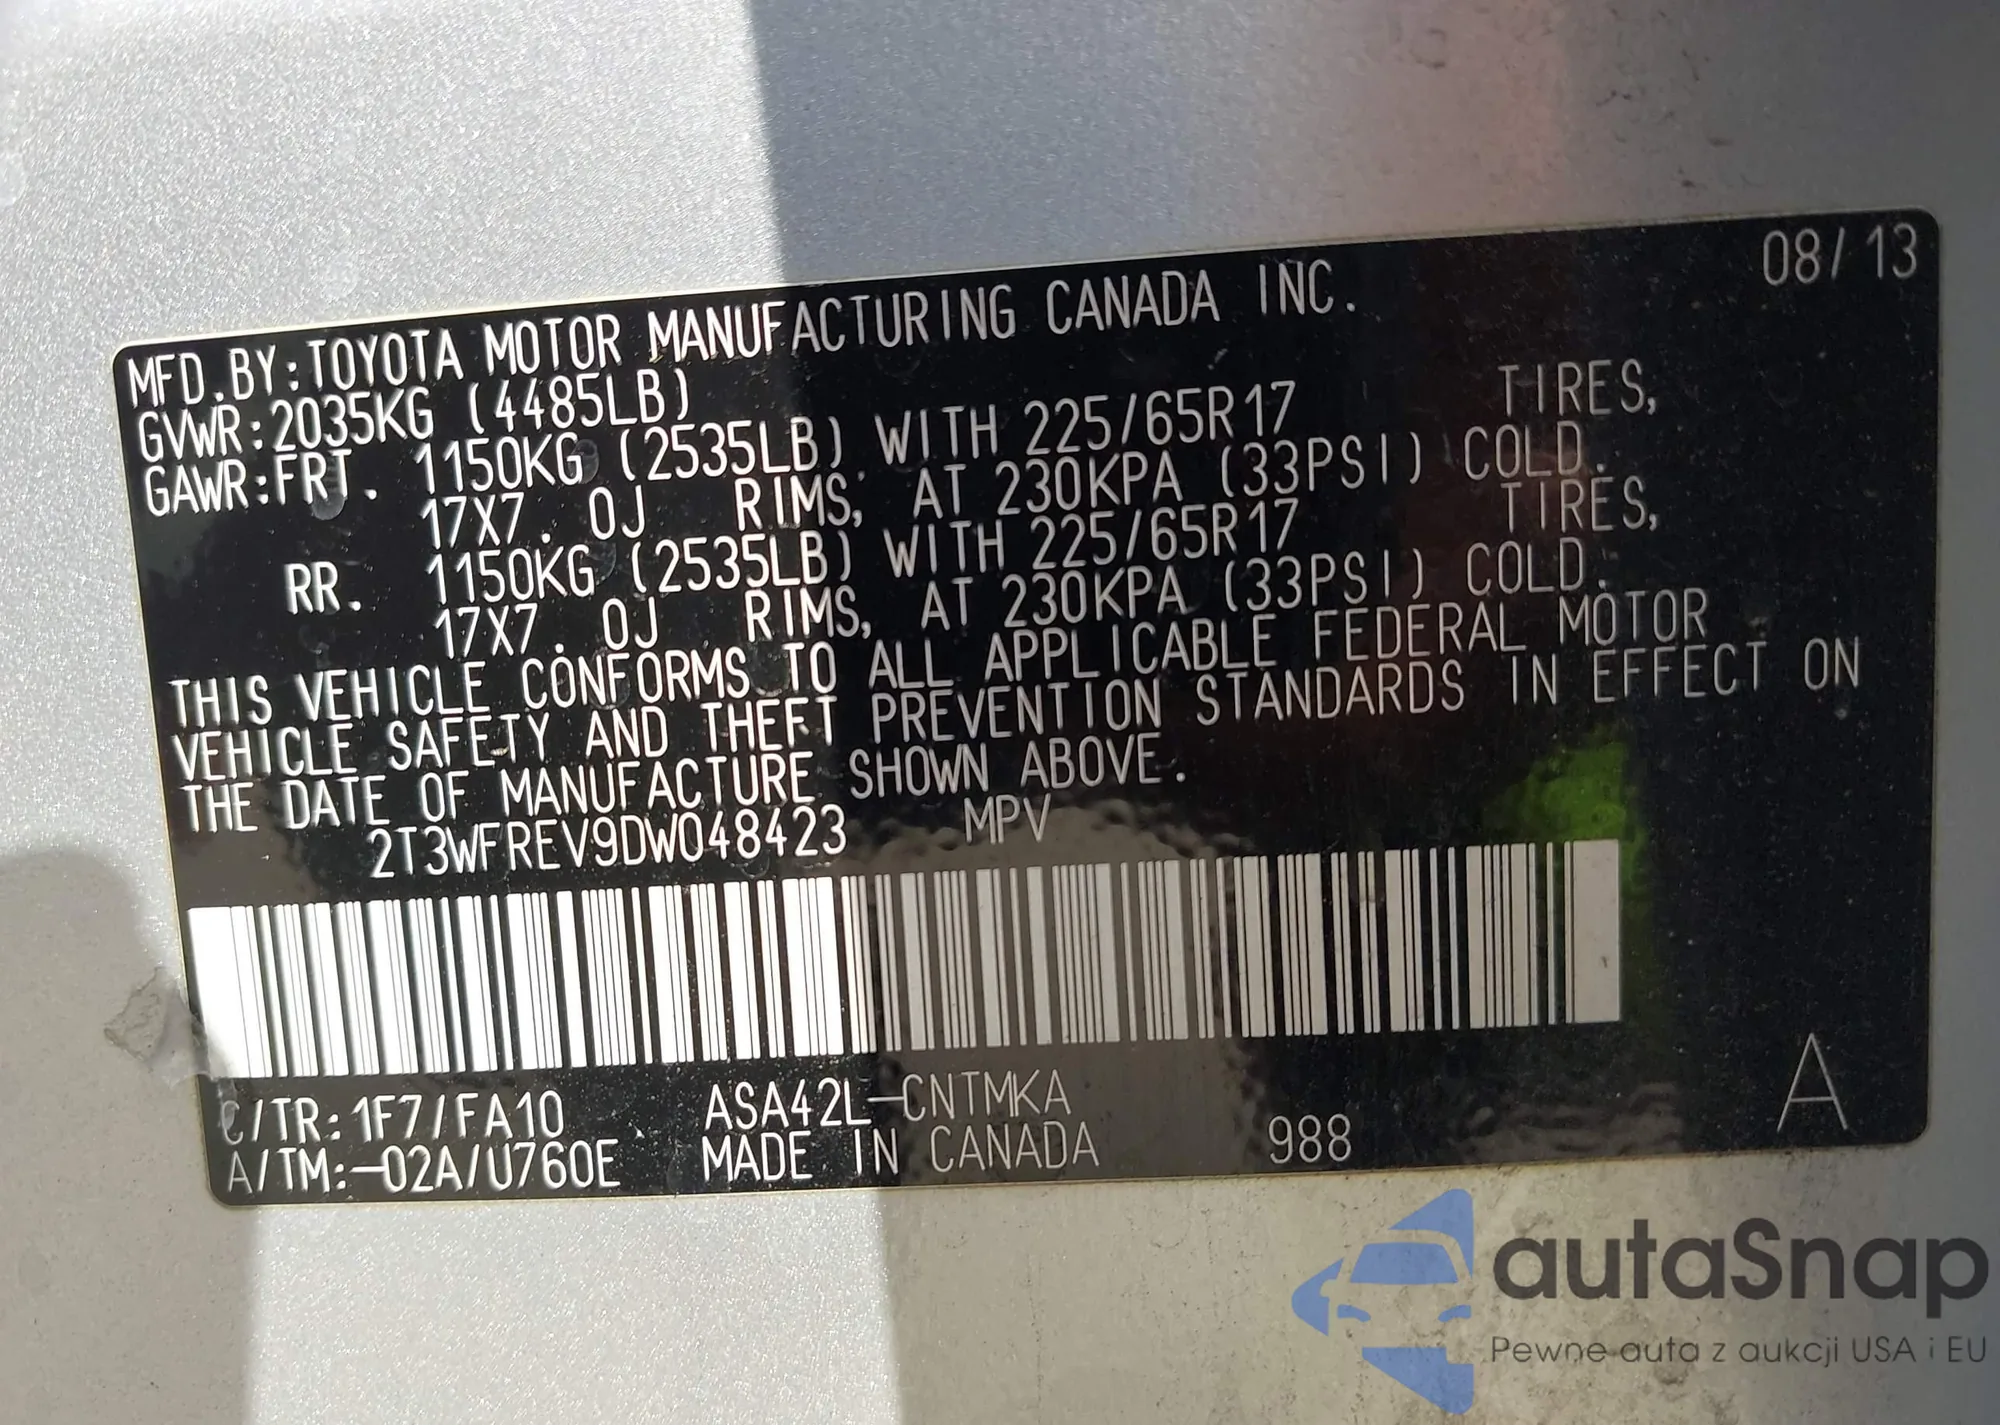 08/13
MFD.BY:TOYOTA MOTOR MANUFACTURING CANADA INC.
GVWR:2035KG (4485LB)
GAWR:FRT. 1150KG (2535LB) WITH 225/65R17 TIRES,
17X7.0J RIMS, AT 230KPA (33PSI) COLD.
RR. 1150KG (2535LB) WITH 225/65R17 TIRES,
17X7.0J RIMS, AT 230KPA (33PSI) COLD.
THIS VEHICLE CONFORMS TO ALL APPLICABLE FEDERAL MOTOR
VEHICLE SAFETY AND THEFT PREVENTION STANDARDS IN EFFECT ON
THE DATE OF MANUFACTURE SHOWN ABOVE.
2T3WFREV9DW048423 MPV
C/TR:1F7/FA10 ASA42L-CNTMKA
A/TM:-02A/U760E MADE IN CANADA 988 A
autaSnap
Pewne auta z aukcji USA i EU